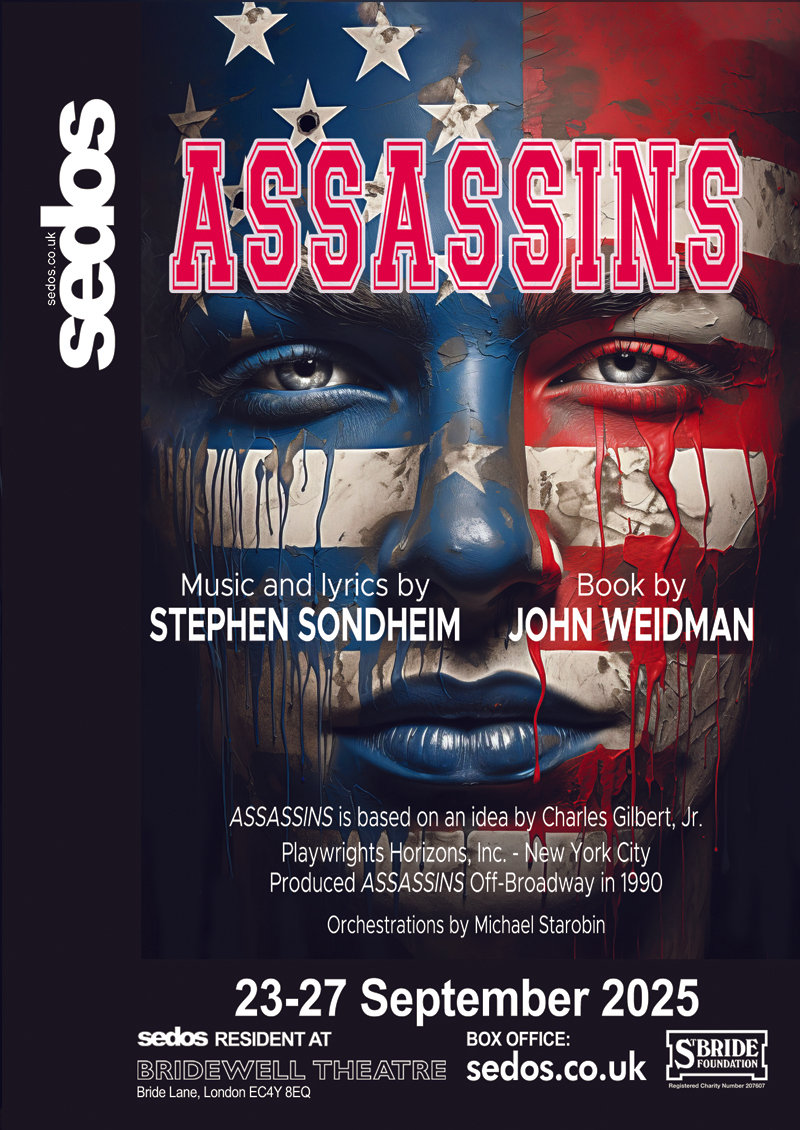 sedos
sedos.co.uk
ASSASSINS
Music and lyrics by
STEPHEN SONDHEIM
Book by
JOHN WEIDMAN
ASSASSINS is based on an idea by Charles Gilbert, Jr.
Playwrights Horizons, Inc. - New York City
Produced ASSASSINS Off-Broadway in 1990
Orchestrations by Michael Starobin
23-27 September 2025
sedos RESIDENT AT
BRIDEWELL THEATRE
Bride Lane, London EC4Y 8EQ
BOX OFFICE:
sedos.co.uk
ST BRIDE
FOUNDATION
Registered Charity Number 207607